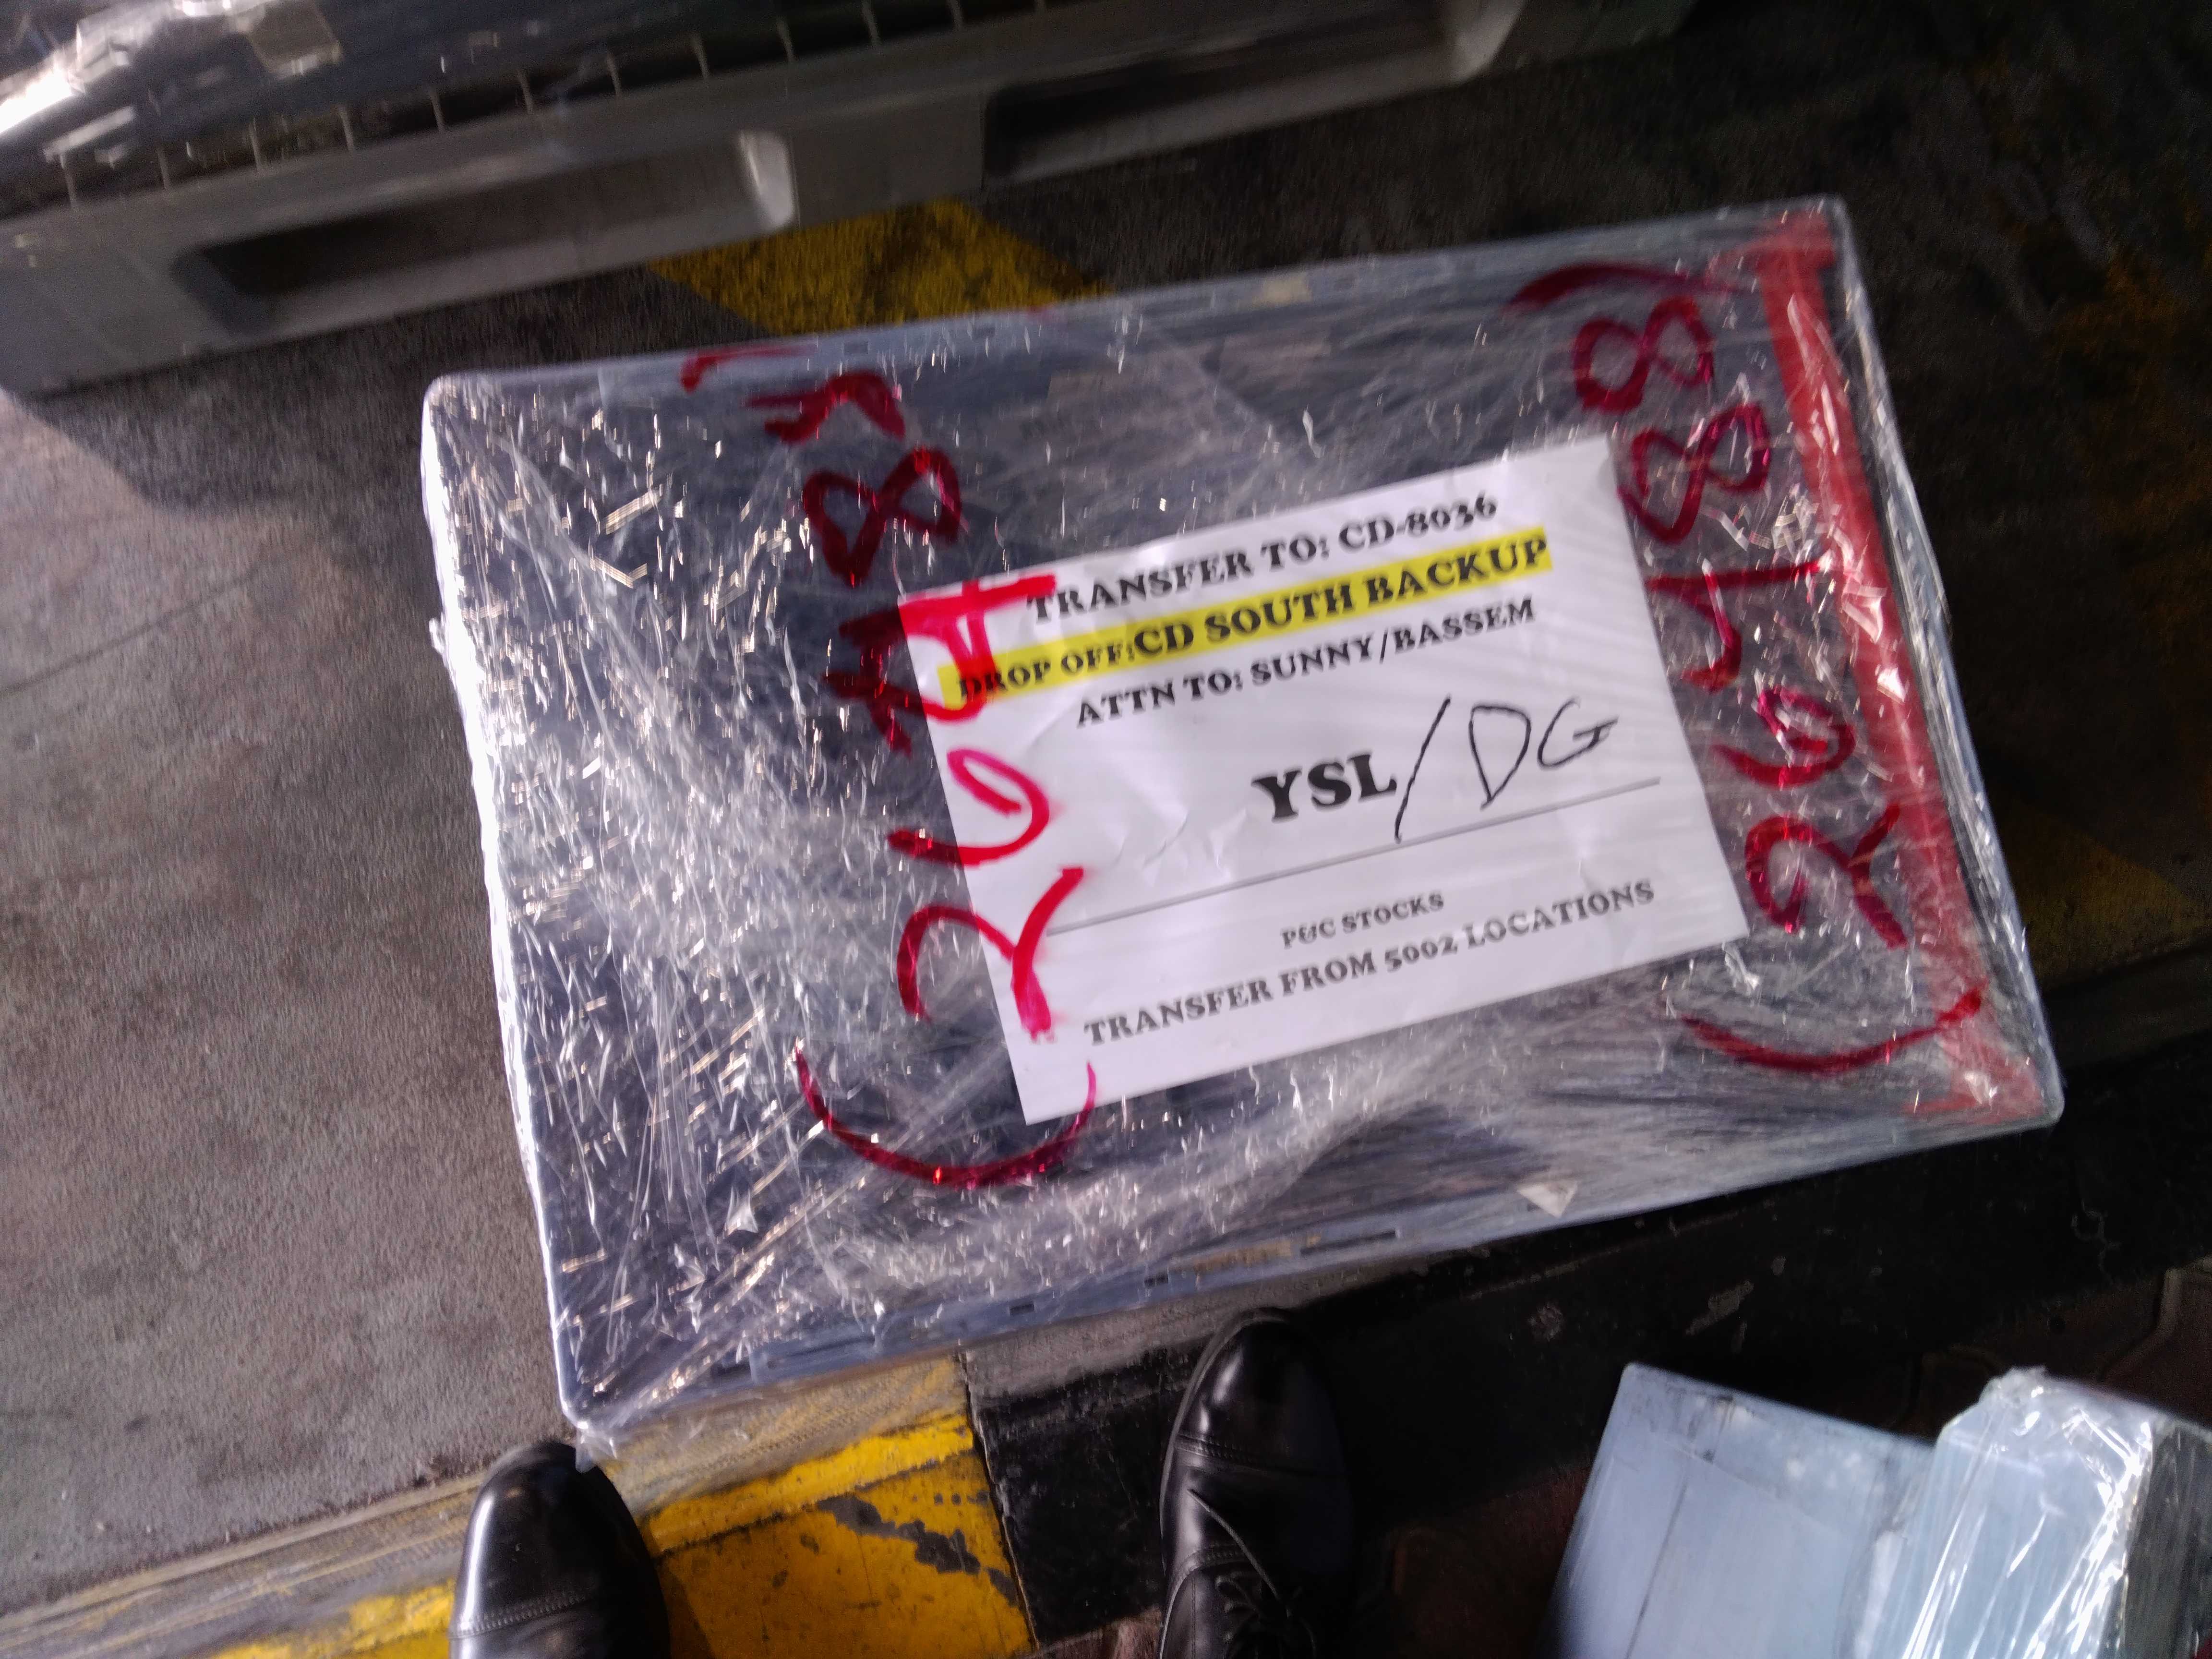 TRANSFER TO: CD-8036
DROP OFF:CD SOUTH BACKUP
ATTN TO: SUNNY/BASSEM
YSL/DG
P&C STOCKS
TRANSFER FROM 5002 LOCATIONS
(26488)